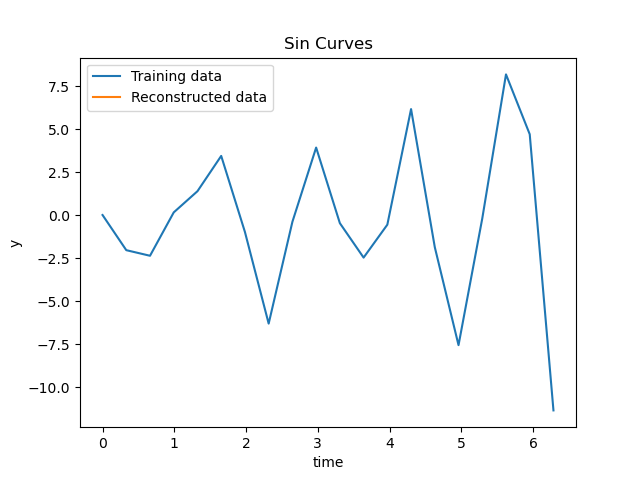 Sin Curves
Training data
Reconstructed data
7.5
5.0
2.5
0.0
−2.5
−5.0
−7.5
−10.0
y
0 1 2 3 4 5 6
time